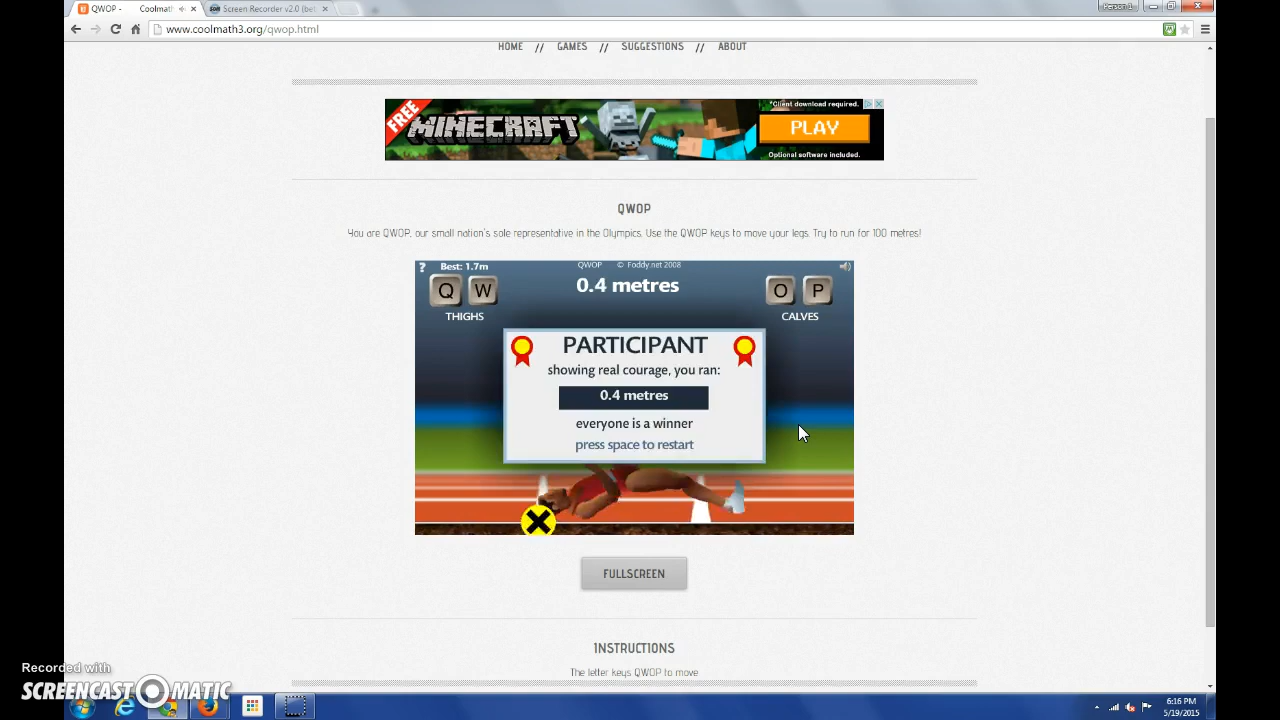 QWOP - Coolmath
Screen Recorder v2.0 (bet
Person 1
www.coolmath3.org/qwop.html
HOME // GAMES // SUGGESTIONS // ABOUT
FREE
MINECRAFT
*Client download required.
PLAY
Optional software included.
QWOP
You are QWOP, our small nation's sole representative in the Olympics. Use the QWOP keys to move your legs. Try to run for 100 metres!
? Best: 1.7m
QWOP © Foddy.net 2008
0.4 metres
Q W
O P
THIGHS
CALVES
PARTICIPANT
showing real courage, you ran:
0.4 metres
everyone is a winner
press space to restart
FULLSCREEN
INSTRUCTIONS
The letter keys QWOP to move
Recorded with
SCREENCAST MATIC
6:16 PM
5/19/2015